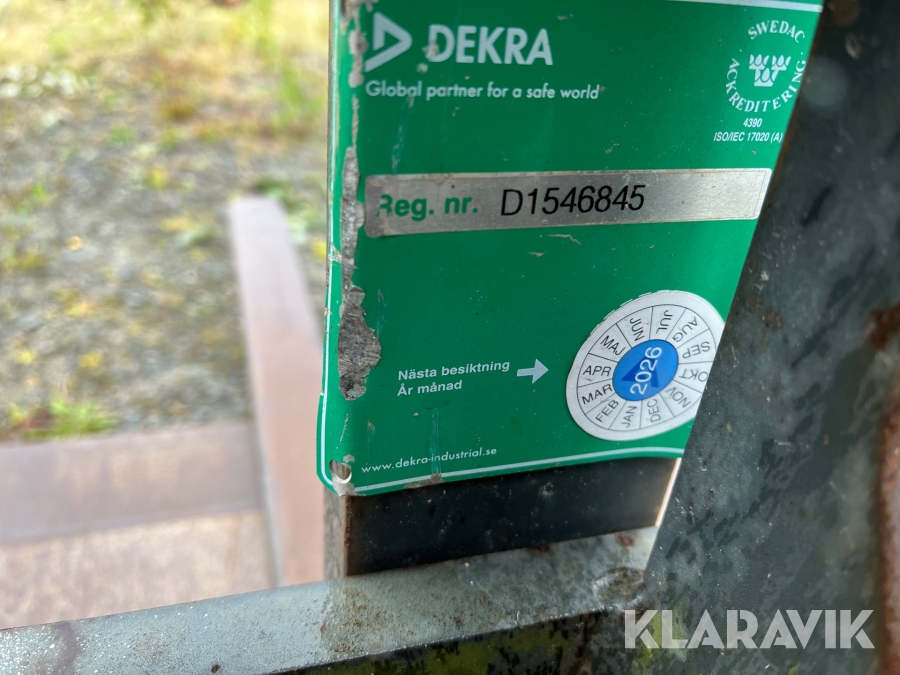 DEKRA
Global partner for a safe world
SWEDAC
ACKREDITERING
4390
ISO/IEC 17020 (A)
Reg. nr. D1546845
Nästa besiktning
År månad
JAN FEB MAR APR MAJ JUN JUL AUG SEP OKT NOV DEC
2026
www.dekra-industrial.se
KLARAVIK